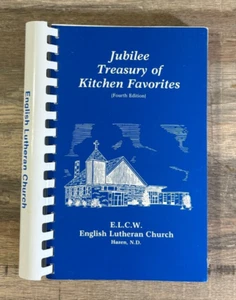 Jubilee
Treasury of
Kitchen Favorites
(Fourth Edition)
E.L.C.W.
English Lutheran Church
Hazen, N.D.
English Lutheran Church